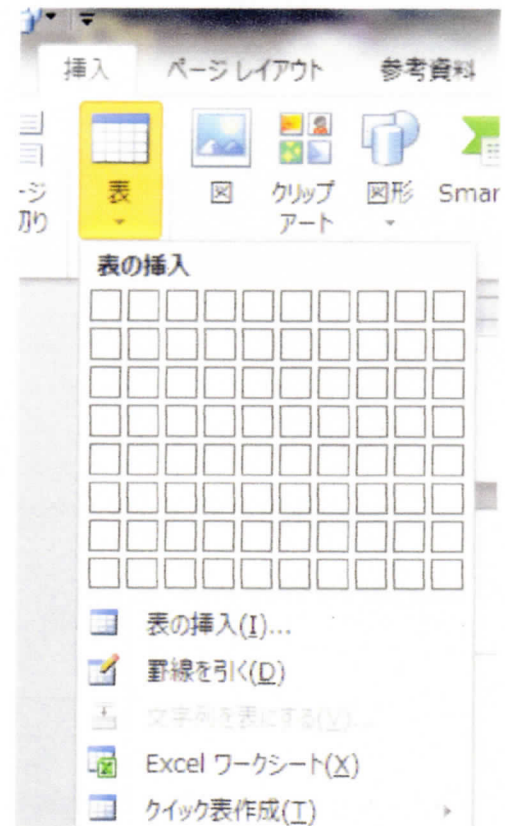 挿入 ページ レイアウト 参考資料
表 図 クリップ アート 図形 Smar
表の挿入
表の挿入(I)...
罫線を引く(D)
文字列を表にする(V)...
Excel ワークシート(X)
クイック表作成(T)